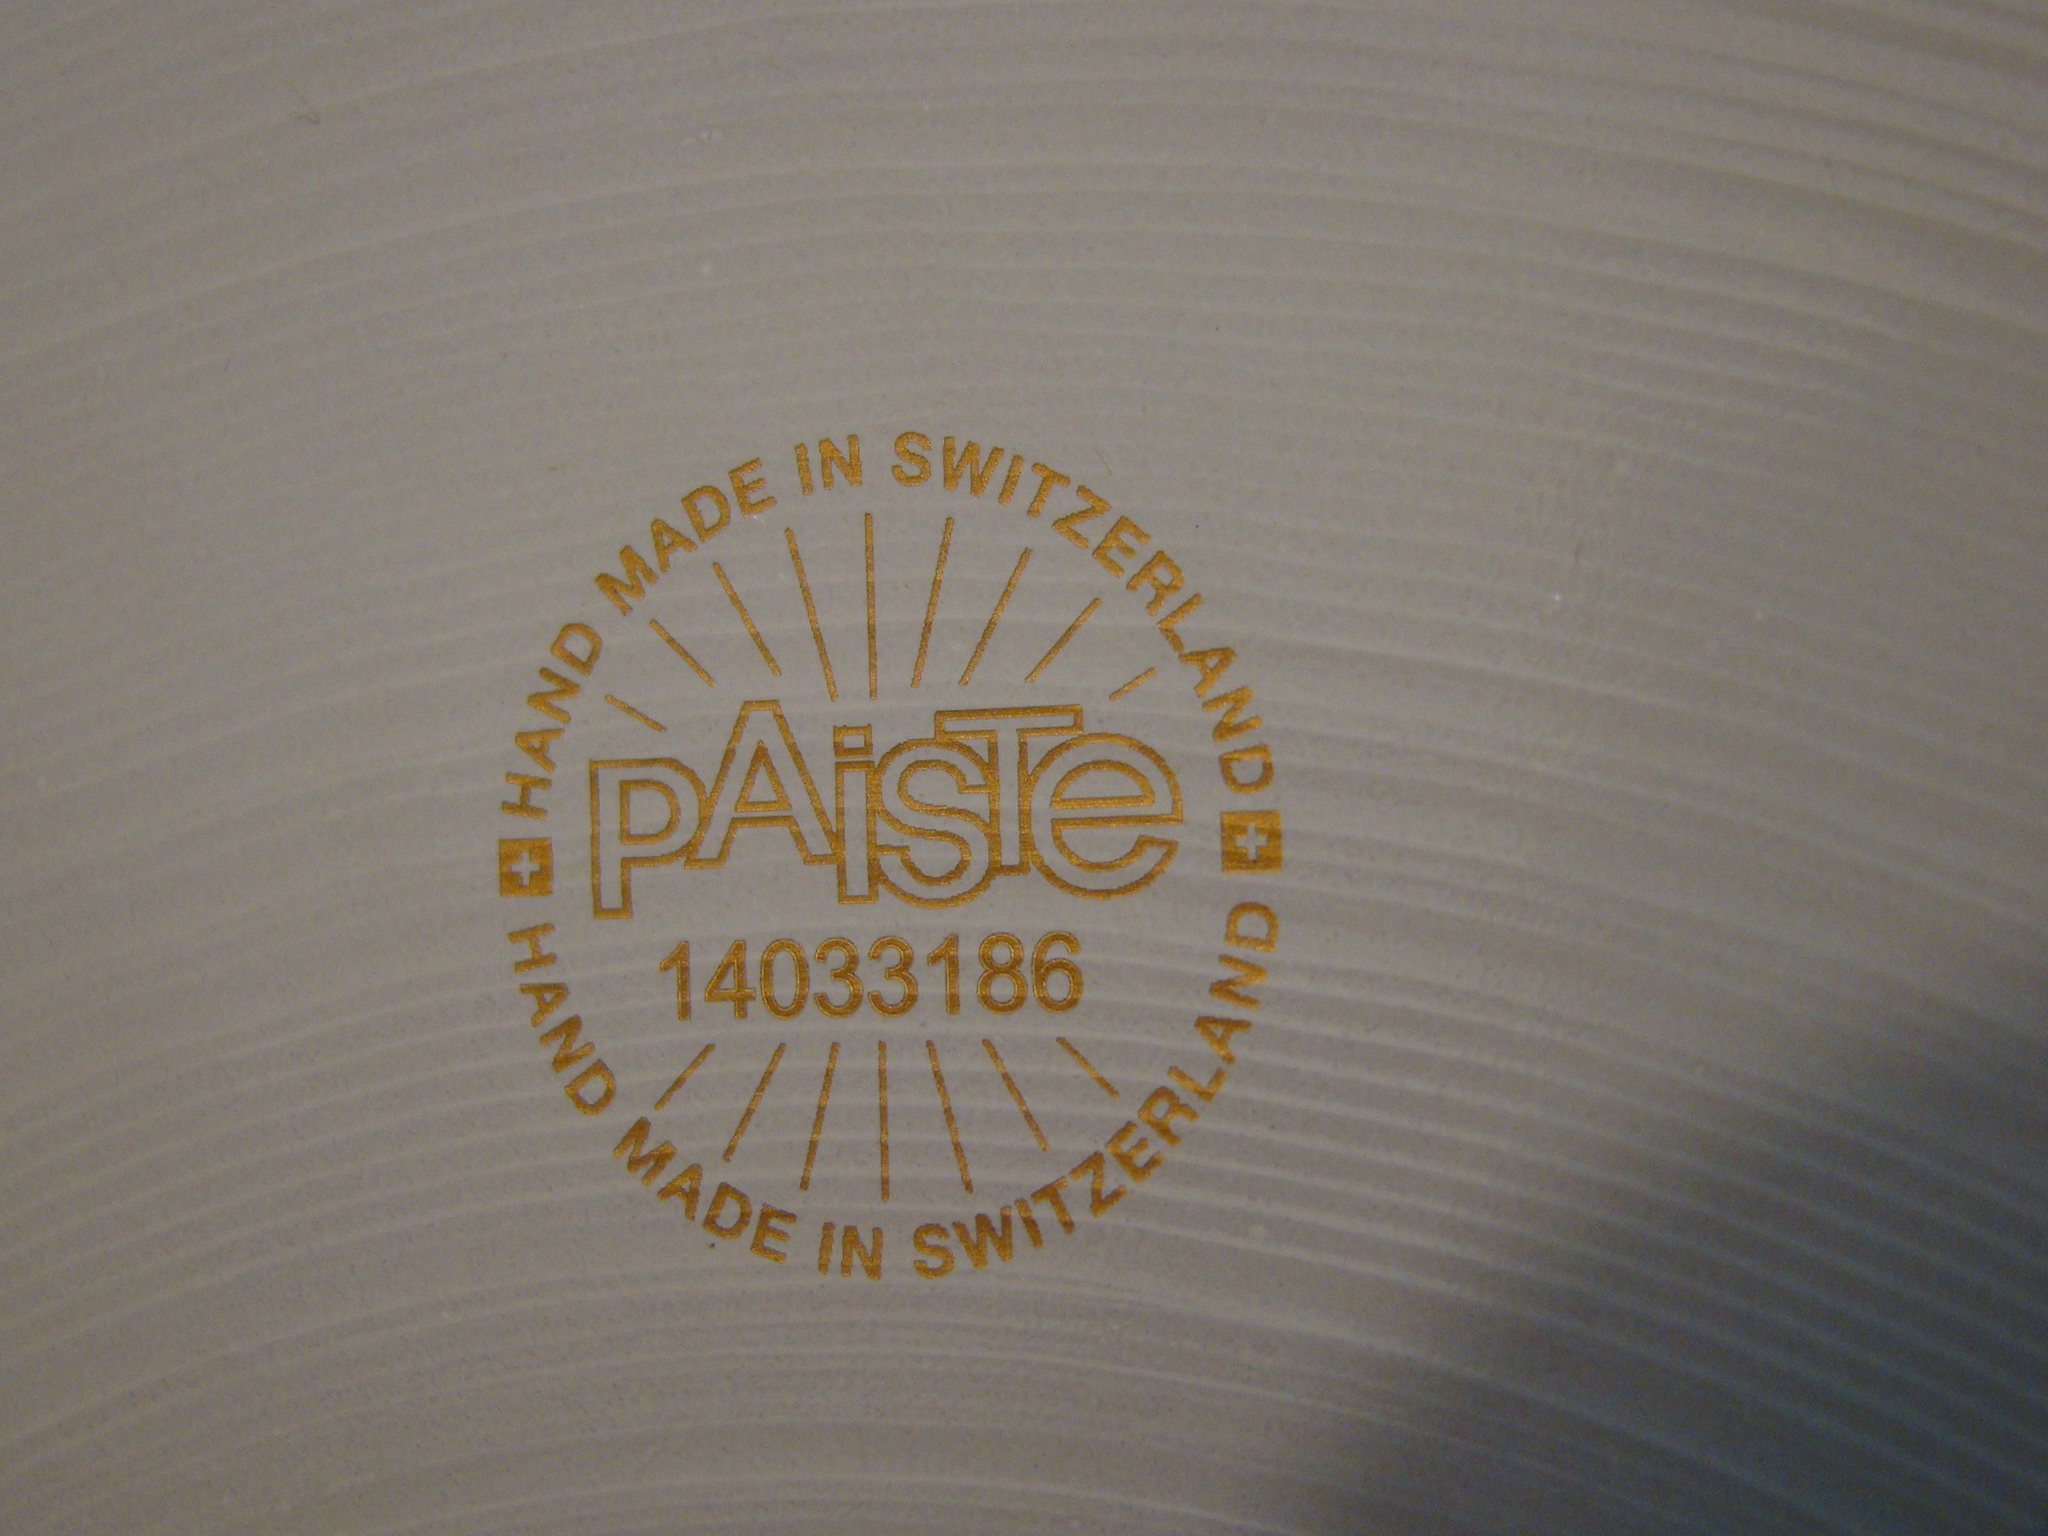 HAND MADE IN SWITZERLAND
PAiSTe
14033186
HAND MADE IN SWITZERLAND